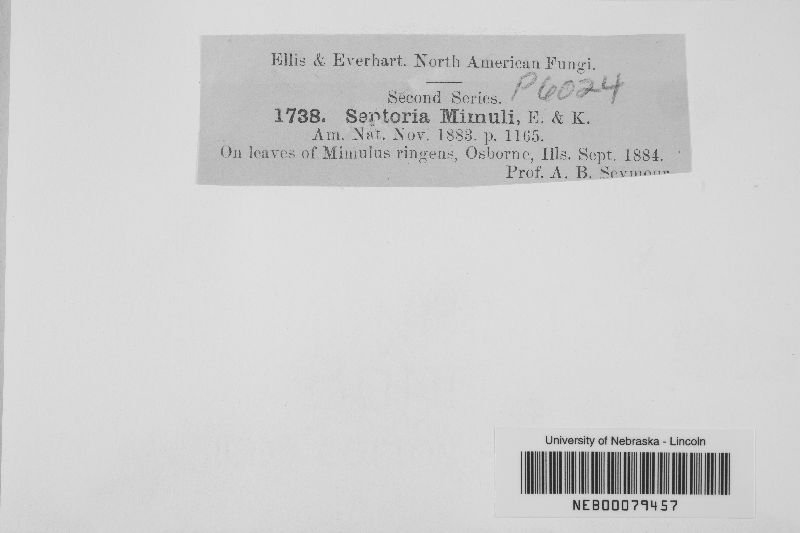 Ellis & Everhart. North American Fungi.
Second Series. P6024
1738. Septoria Mimuli, E. & K.
Am. Nat. Nov. 1883. p. 1165.
On leaves of Mimulus ringens, Osborne, Ills. Sept. 1884.
Prof. A. B. Seymour
University of Nebraska - Lincoln
NEB00079457